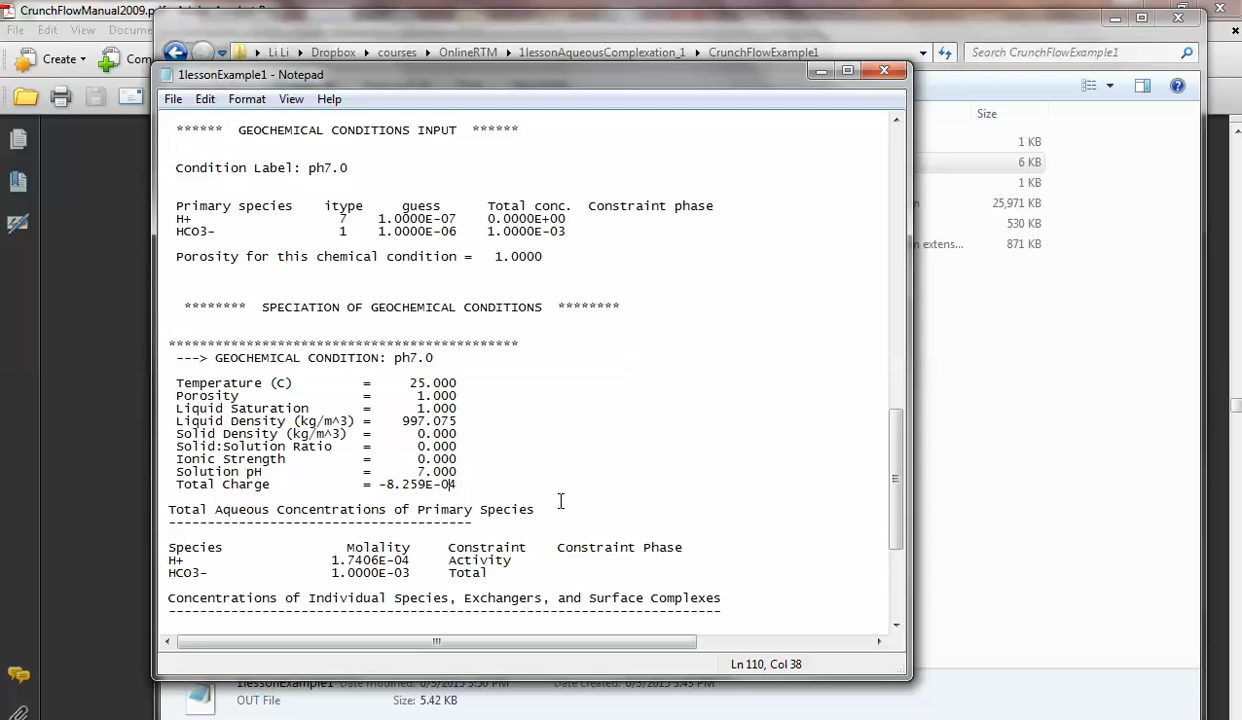 CrunchFlowManual2009.p
File Edit View Docume
Create
Com
Li Li Dropbox courses OnlineRTM 1lessonAqueousComplexation_1 CrunchFlowExample1
Search CrunchFlowExample1
1lessonExample1 - Notepad
File Edit Format View Help
Size
1 KB
6 KB
1 KB
25,971 KB
530 KB
extens... 871 KB
****** GEOCHEMICAL CONDITIONS INPUT ******
Condition Label: ph7.0
Primary species itype guess Total conc. Constraint phase
H+ 7 1.0000E-07 0.0000E+00
HCO3- 1 1.0000E-06 1.0000E-03
Porosity for this chemical condition = 1.0000
******** SPECIATION OF GEOCHEMICAL CONDITIONS ********
*********************************************
---> GEOCHEMICAL CONDITION: ph7.0
Temperature (C) = 25.000
Porosity = 1.000
Liquid Saturation = 1.000
Liquid Density (kg/m^3) = 997.075
Solid Density (kg/m^3) = 0.000
Solid:Solution Ratio = 0.000
Ionic Strength = 0.000
Solution pH = 7.000
Total Charge = -8.259E-04
Total Aqueous Concentrations of Primary Species
---------------------------------------
Species Molality Constraint Constraint Phase
H+ 1.7406E-04 Activity
HCO3- 1.0000E-03 Total
Concentrations of Individual Species, Exchangers, and Surface Complexes
-----------------------------------------------------------------------
Ln 110, Col 38
OUT File Size: 5.42 KB